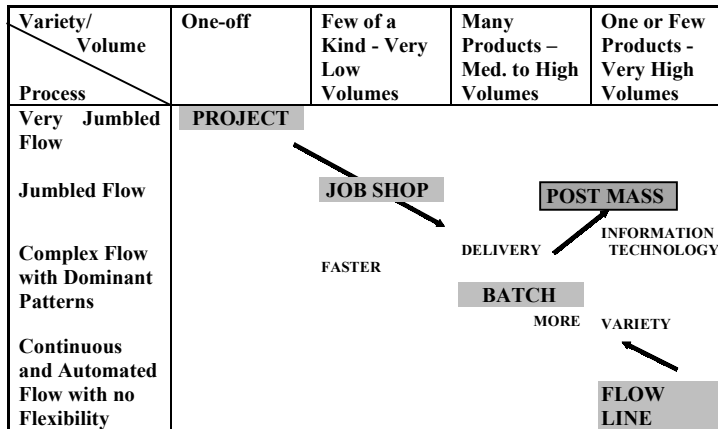 Variety/
Volume
Process
One-off
Few of a
Kind - Very
Low
Volumes
Many
Products –
Med. to High
Volumes
One or Few
Products -
Very High
Volumes
Very Jumbled
Flow
PROJECT
Jumbled Flow
JOB SHOP
POST MASS
Complex Flow
with Dominant
Patterns
FASTER
DELIVERY
INFORMATION
TECHNOLOGY
BATCH
MORE VARIETY
Continuous
and Automated
Flow with no
Flexibility
FLOW
LINE